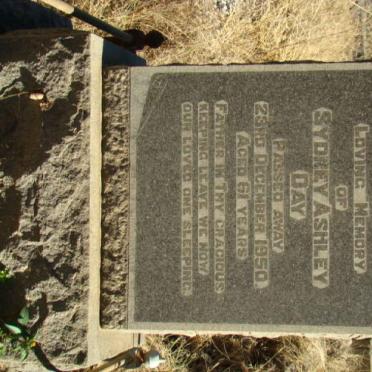 LOVING MEMORY
OF
SYDNEY ASHLEY
DAY
PASSED AWAY
23RD DECEMBER 1950
AGED 61 YEARS
FATHER IN THY GRACIOUS
KEEPING LEAVE WE NOW
OUR LOVED ONE SLEEPING